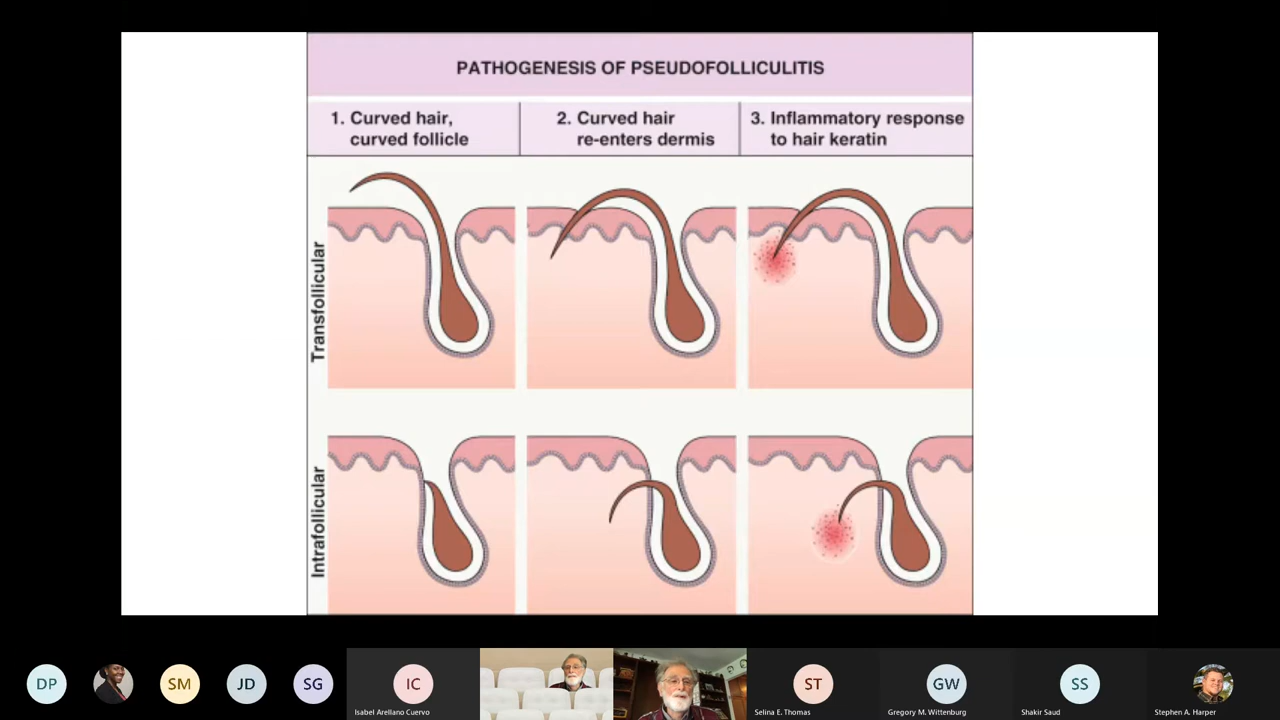 PATHOGENESIS OF PSEUDOFOLLICULITIS
1. Curved hair,
curved follicle
2. Curved hair
re-enters dermis
3. Inflammatory response
to hair keratin
Transfollicular
Intrafollicular
DP
SM
JD
SG
IC
ST
GW
SS
Isabel Arellano Cuervo
Selina E. Thomas
Gregory M. Wittenburg
Shakir Saud
Stephen A. Harper